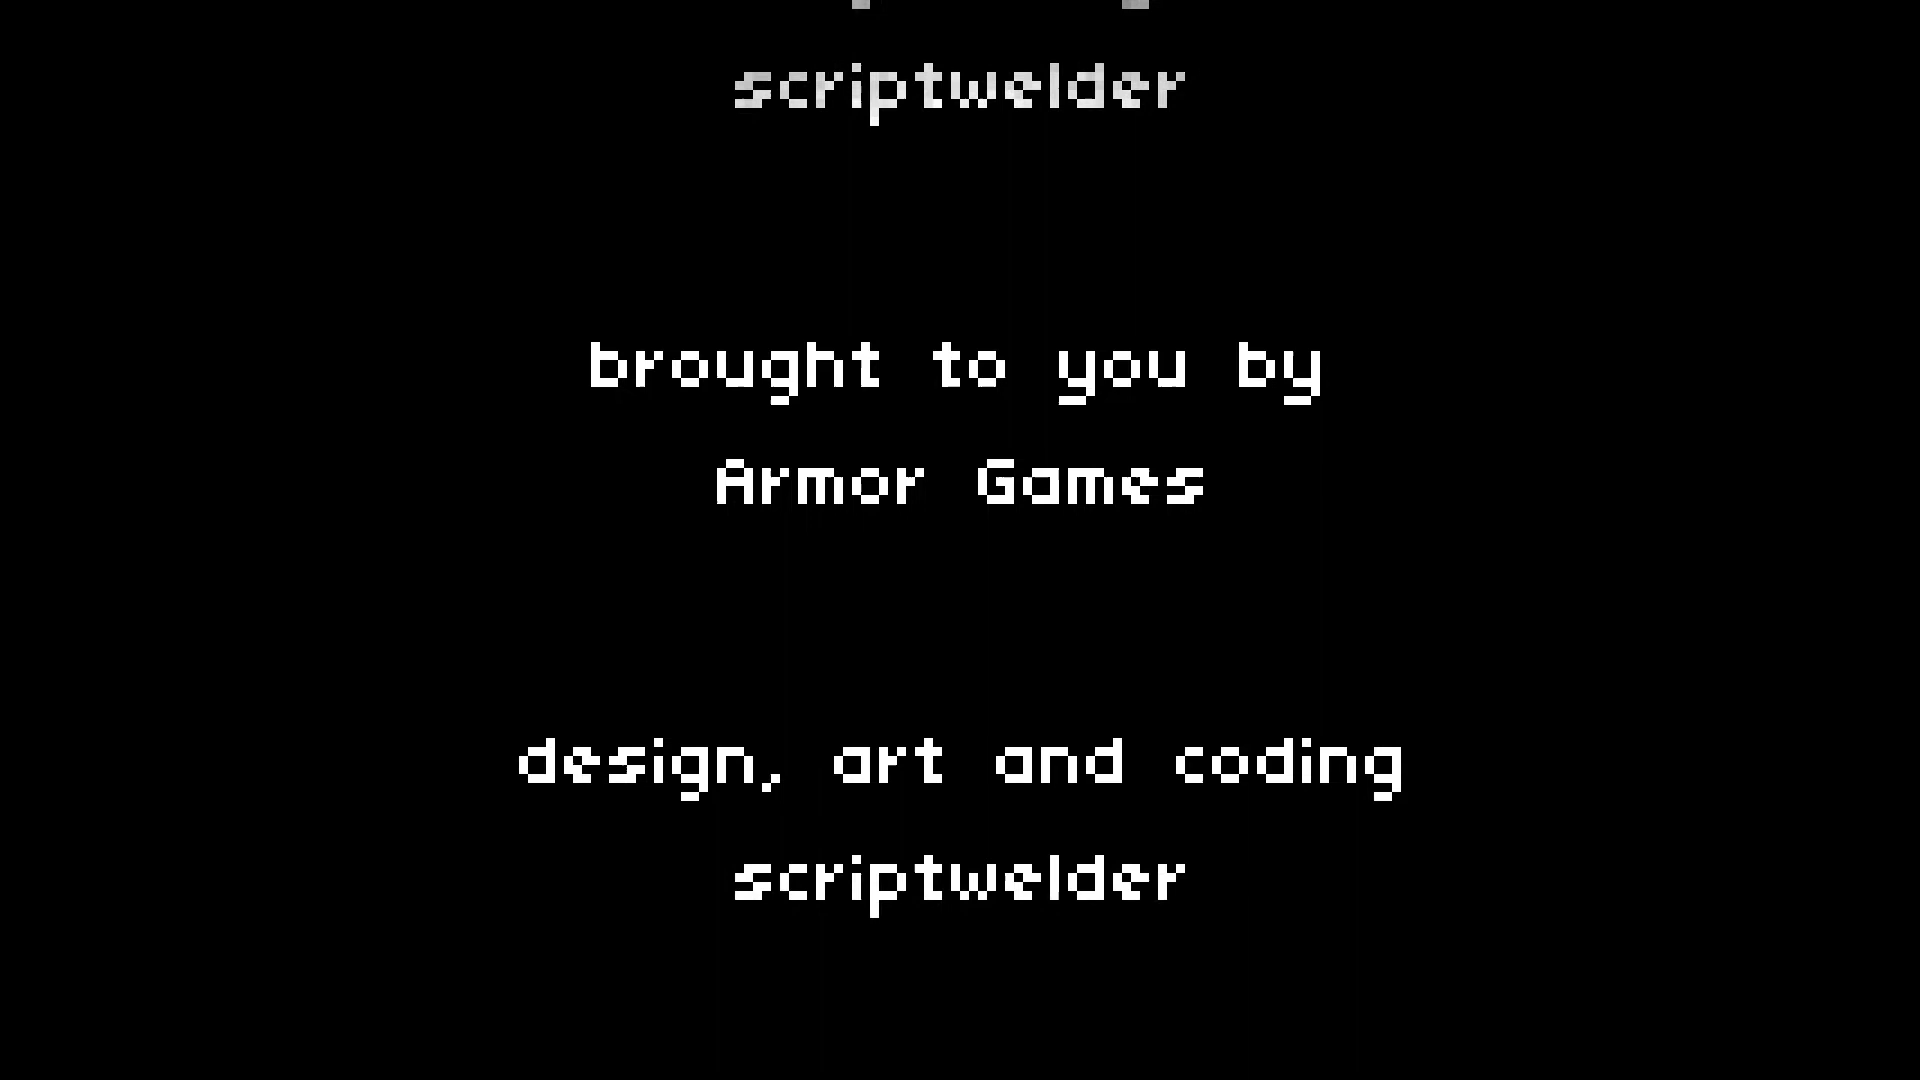 scriptwelder
brought to you by
Armor Games
design, art and coding
scriptwelder